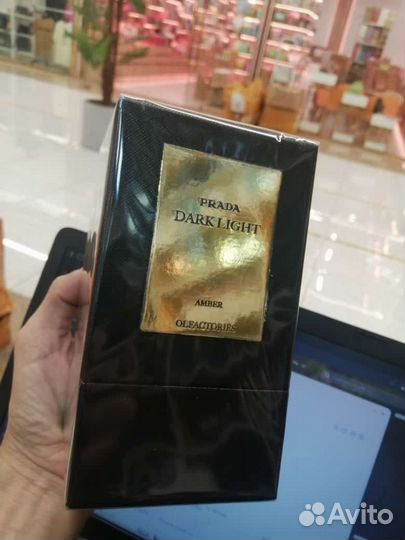 PRADA
DARK LIGHT
AMBER
OLFACTORIES
Avito